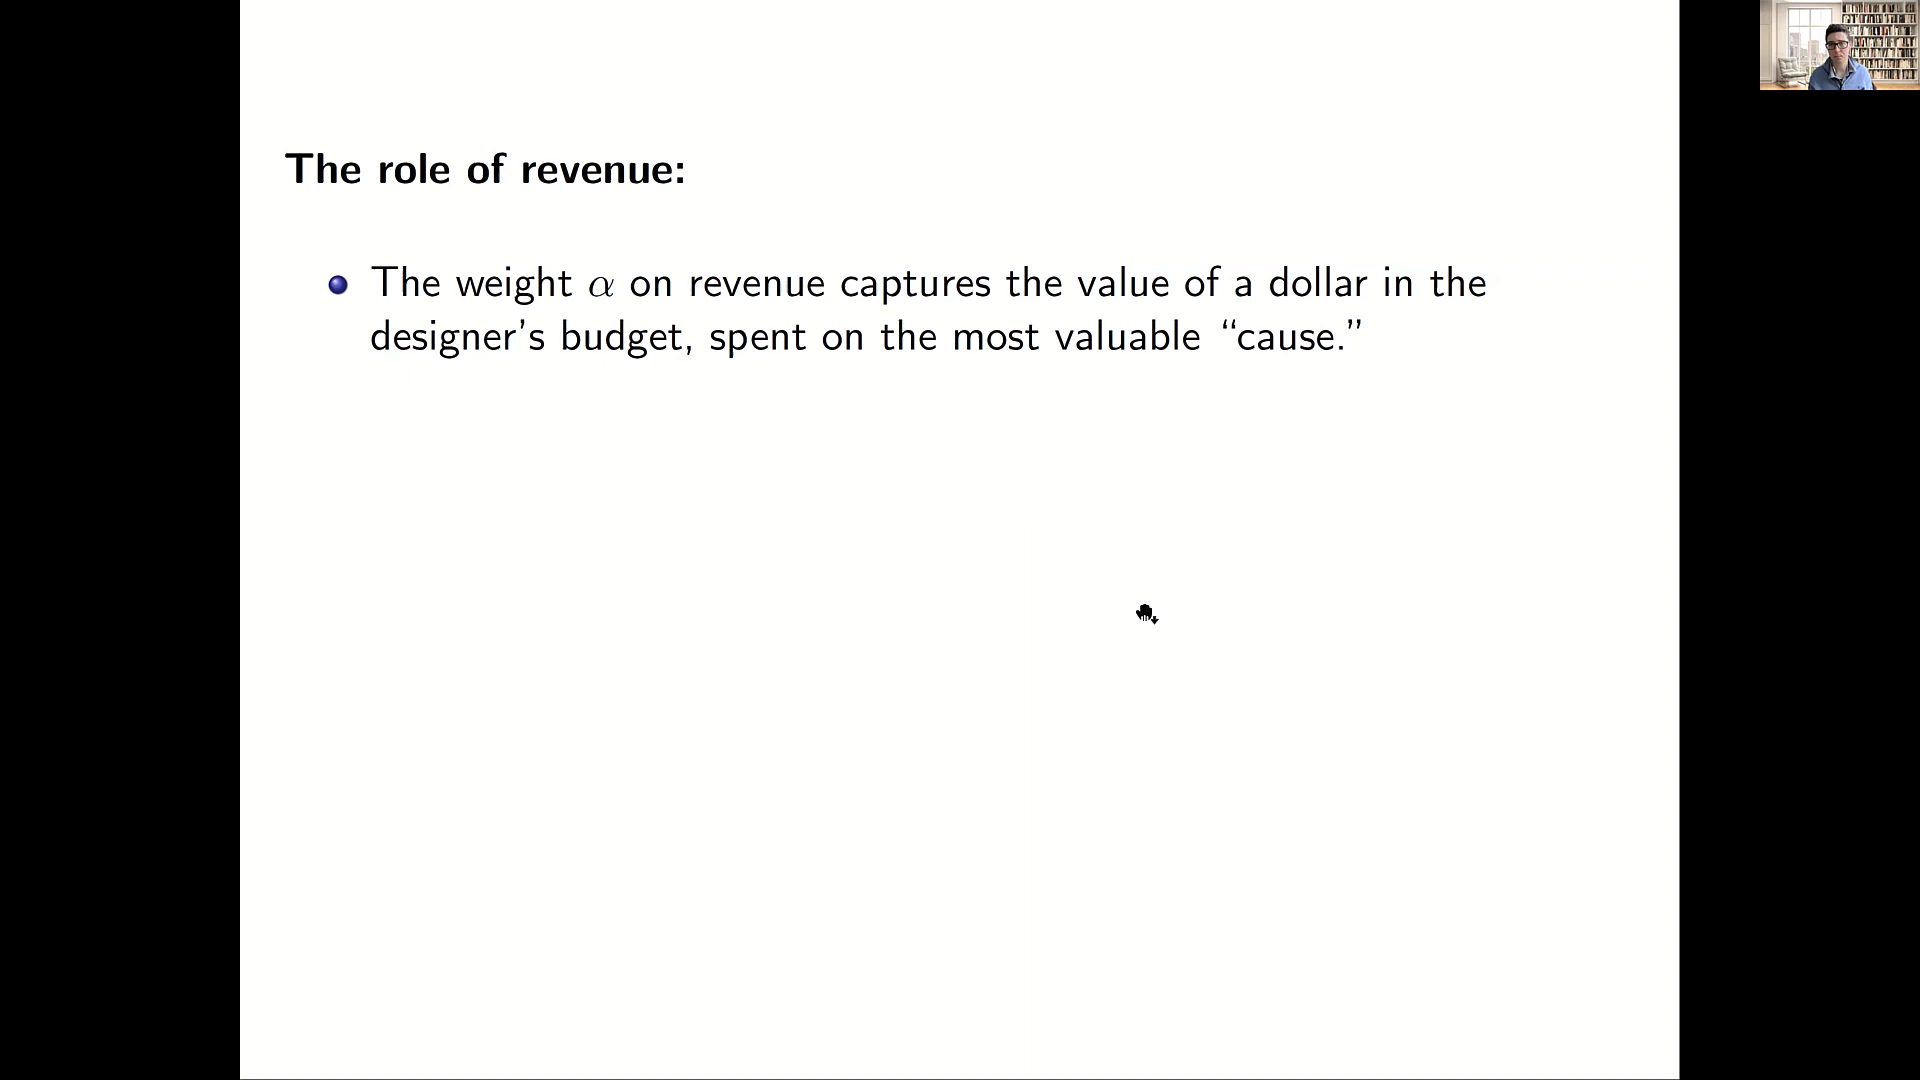 The role of revenue:
The weight α on revenue captures the value of a dollar in the
designer's budget, spent on the most valuable “cause.”